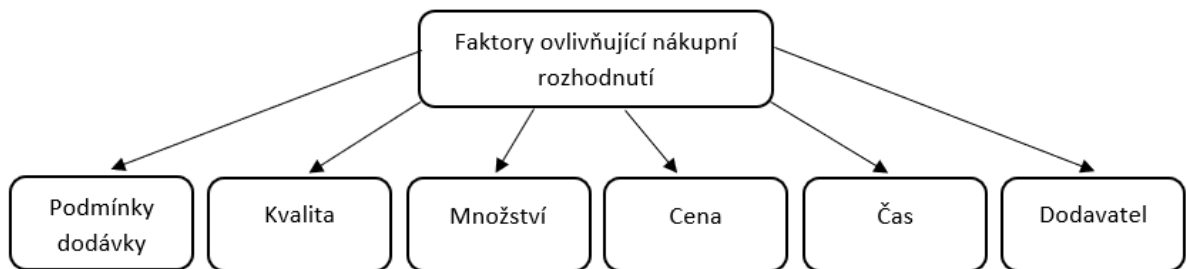 Faktory ovlivňující nákupní
rozhodnutí
Podmínky
dodávky
Kvalita
Množství
Cena
Čas
Dodavatel